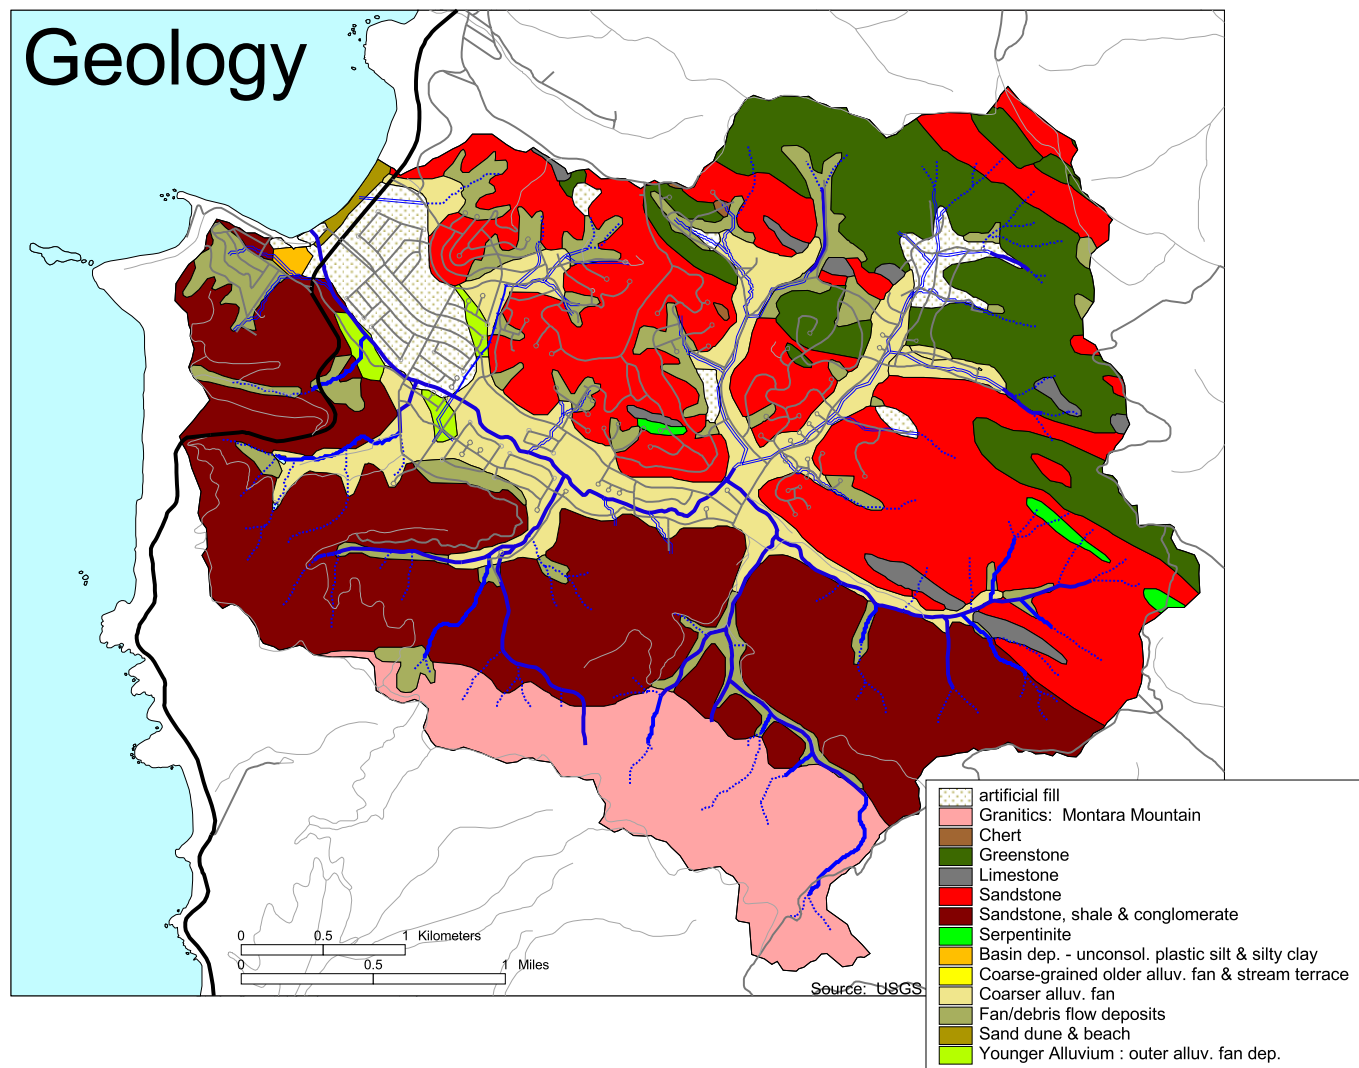 Geology
artificial fill
Granitics: Montara Mountain
Chert
Greenstone
Limestone
Sandstone
Sandstone, shale & conglomerate
Serpentinite
Basin dep. - unconsol. plastic silt & silty clay
Coarse-grained older alluv. fan & stream terrace
Coarser alluv. fan
Fan/debris flow deposits
Sand dune & beach
Younger Alluvium : outer alluv. fan dep.
0 0.5 1 Kilometers
0 0.5 1 Miles
Source: USGS